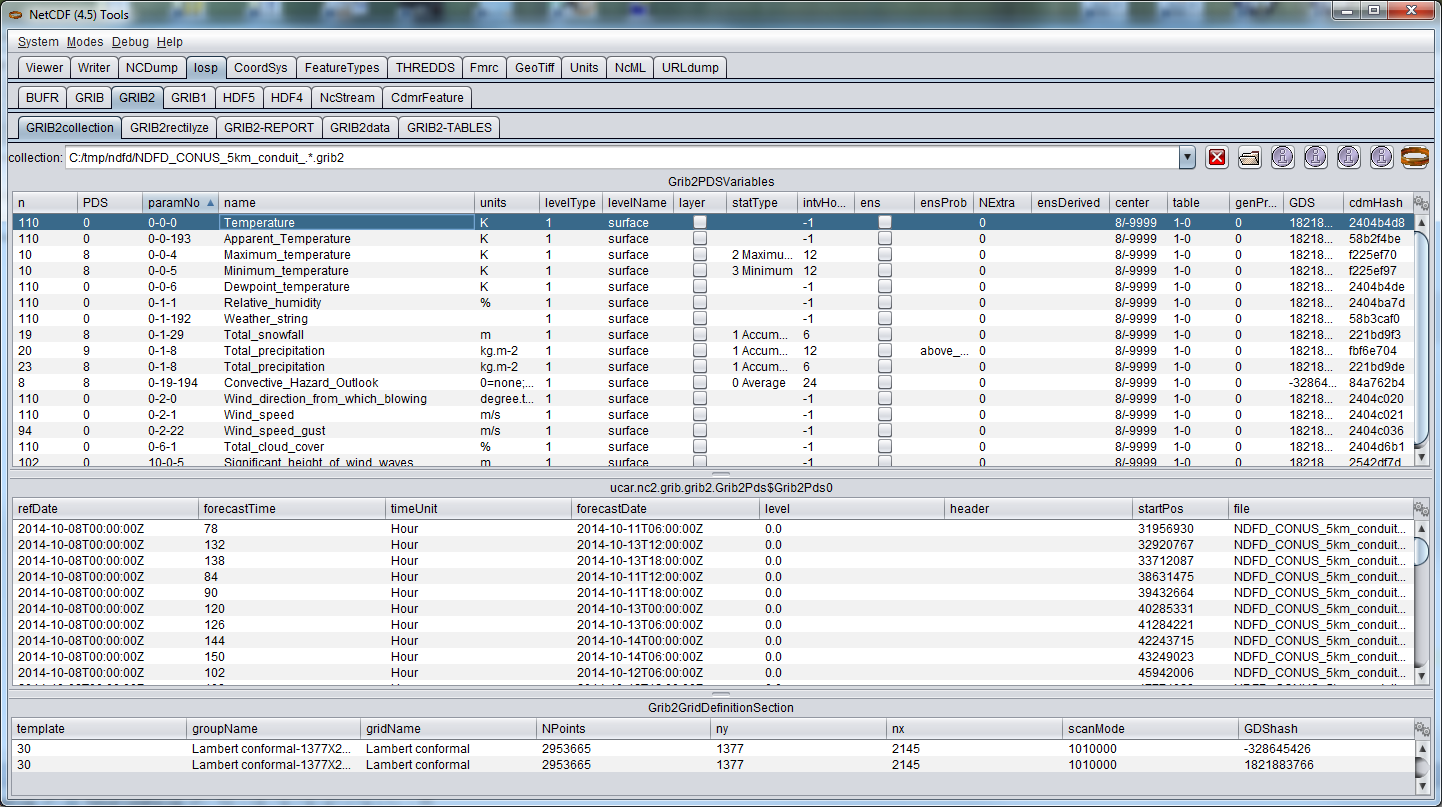 NetCDF (4.5) Tools
System Modes Debug Help
Viewer Writer NCDump Iosp CoordSys FeatureTypes THREDDS Fmrc GeoTiff Units NcML URLdump
BUFR GRIB GRIB2 GRIB1 HDF5 HDF4 NcStream CdmrFeature
GRIB2collection GRIB2rectilyze GRIB2-REPORT GRIB2data GRIB2-TABLES
collection: C:/tmp/ndfd/NDFD_CONUS_5km_conduit_.*.grib2
Grib2PDSVariables
n PDS paramNo name units levelType levelName layer statType intvHo... ens ensProb NExtra ensDerived center table genPr... GDS cdmHash
110 0 0-0-0 Temperature K 1 surface -1 0 8/-9999 1-0 0 18218... 2404b4d8
110 0 0-0-193 Apparent_Temperature K 1 surface -1 0 8/-9999 1-0 0 18218... 58b2f4be
10 8 0-0-4 Maximum_temperature K 1 surface 2 Maximu... 12 0 8/-9999 1-0 0 18218... f225ef70
10 8 0-0-5 Minimum_temperature K 1 surface 3 Minimum 12 0 8/-9999 1-0 0 18218... f225ef97
110 0 0-0-6 Dewpoint_temperature K 1 surface -1 0 8/-9999 1-0 0 18218... 2404b4de
110 0 0-1-1 Relative_humidity % 1 surface -1 0 8/-9999 1-0 0 18218... 2404ba7d
110 0 0-1-192 Weather_string 1 surface -1 0 8/-9999 1-0 0 18218... 58b3caf0
19 8 0-1-29 Total_snowfall m 1 surface 1 Accum... 6 0 8/-9999 1-0 0 18218... 221bd9f3
20 9 0-1-8 Total_precipitation kg.m-2 1 surface 1 Accum... 12 above_... 0 8/-9999 1-0 0 18218... fbf6e704
23 8 0-1-8 Total_precipitation kg.m-2 1 surface 1 Accum... 6 0 8/-9999 1-0 0 18218... 221bd9de
8 8 0-19-194 Convective_Hazard_Outlook 0=none;... 1 surface 0 Average 24 0 8/-9999 1-0 0 -32864... 84a762b4
110 0 0-2-0 Wind_direction_from_which_blowing degree.t... 1 surface -1 0 8/-9999 1-0 0 18218... 2404c020
110 0 0-2-1 Wind_speed m/s 1 surface -1 0 8/-9999 1-0 0 18218... 2404c021
94 0 0-2-22 Wind_speed_gust m/s 1 surface -1 0 8/-9999 1-0 0 18218... 2404c036
110 0 0-6-1 Total_cloud_cover % 1 surface -1 0 8/-9999 1-0 0 18218... 2404d6b1
102 0 10-0-5 Significant_height_of_wind_waves m 1 surface -1 0 8/-9999 1-0 0 18218 2542df7d
ucar.nc2.grib.grib2.Grib2Pds$Grib2Pds0
refDate forecastTime timeUnit forecastDate level header startPos file
2014-10-08T00:00:00Z 78 Hour 2014-10-11T06:00:00Z 0.0 31956930 NDFD_CONUS_5km_conduit...
2014-10-08T00:00:00Z 132 Hour 2014-10-13T12:00:00Z 0.0 32920767 NDFD_CONUS_5km_conduit...
2014-10-08T00:00:00Z 138 Hour 2014-10-13T18:00:00Z 0.0 33712087 NDFD_CONUS_5km_conduit...
2014-10-08T00:00:00Z 84 Hour 2014-10-11T12:00:00Z 0.0 38631475 NDFD_CONUS_5km_conduit...
2014-10-08T00:00:00Z 90 Hour 2014-10-11T18:00:00Z 0.0 39432664 NDFD_CONUS_5km_conduit...
2014-10-08T00:00:00Z 120 Hour 2014-10-13T00:00:00Z 0.0 40285331 NDFD_CONUS_5km_conduit...
2014-10-08T00:00:00Z 126 Hour 2014-10-13T06:00:00Z 0.0 41284221 NDFD_CONUS_5km_conduit...
2014-10-08T00:00:00Z 144 Hour 2014-10-14T00:00:00Z 0.0 42243715 NDFD_CONUS_5km_conduit...
2014-10-08T00:00:00Z 150 Hour 2014-10-14T06:00:00Z 0.0 43249023 NDFD_CONUS_5km_conduit...
2014-10-08T00:00:00Z 102 Hour 2014-10-12T06:00:00Z 0.0 45942006 NDFD_CONUS_5km_conduit...
Grib2GridDefinitionSection
template groupName gridName NPoints ny nx scanMode GDShash
30 Lambert conformal-1377X2... Lambert conformal 2953665 1377 2145 1010000 -328645426
30 Lambert conformal-1377X2... Lambert conformal 2953665 1377 2145 1010000 1821883766